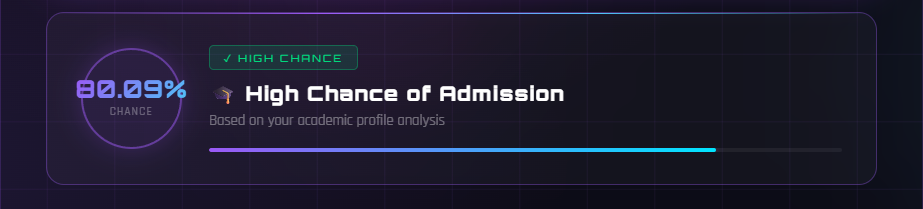 80.09%
CHANCE
✓ HIGH CHANCE
🎓 High Chance of Admission
Based on your academic profile analysis